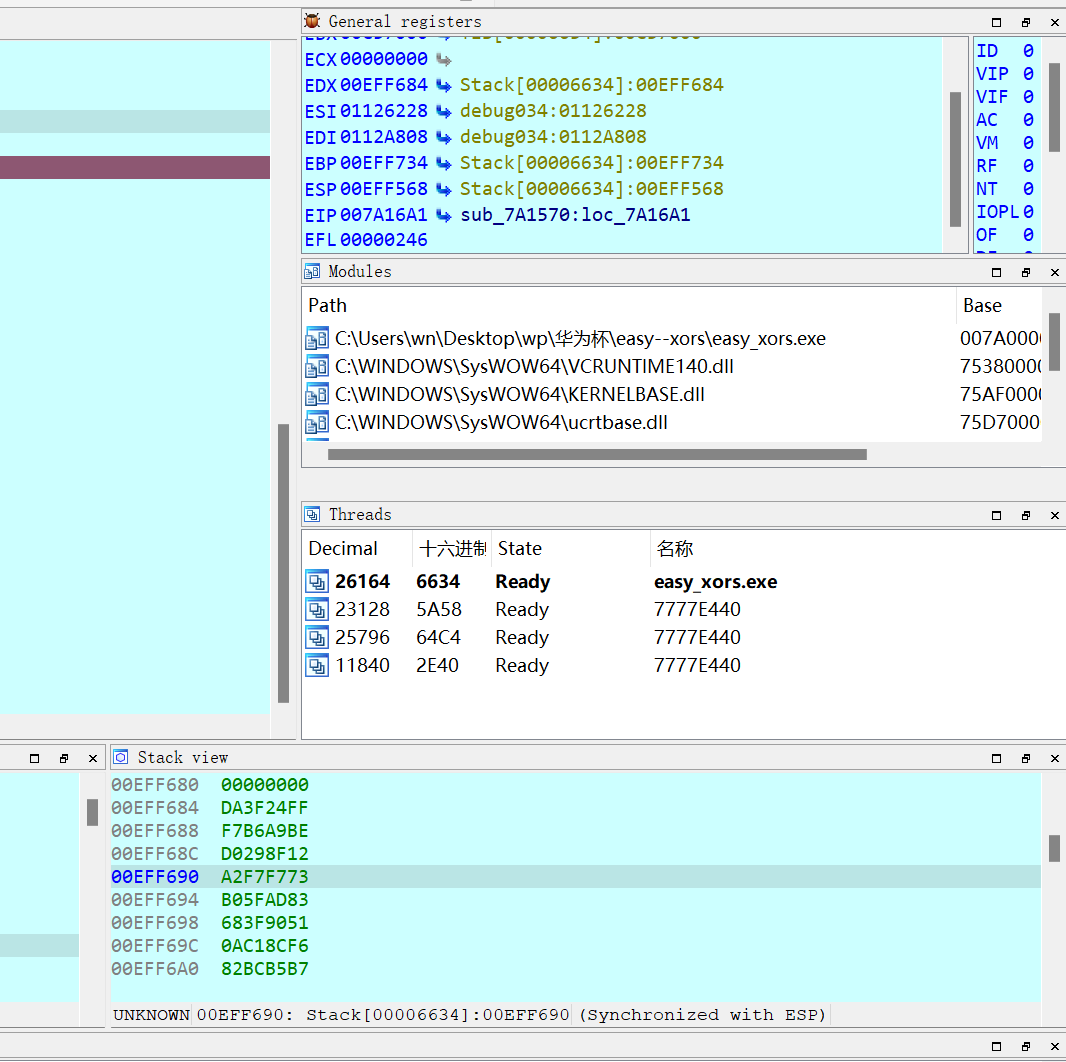 General registers
ECX 00000000
EDX 00EFF684 Stack[00006634]:00EFF684
ESI 01126228 debug034:01126228
EDI 0112A808 debug034:0112A808
EBP 00EFF734 Stack[00006634]:00EFF734
ESP 00EFF568 Stack[00006634]:00EFF568
EIP 007A16A1 sub_7A1570:loc_7A16A1
EFL 00000246
ID 0
VIP 0
VIF 0
AC 0
VM 0
RF 0
NT 0
IOPL 0
OF 0
Modules
Path Base
C:\Users\wn\Desktop\wp\华为杯\easy--xors\easy_xors.exe 007A000
C:\WINDOWS\SysWOW64\VCRUNTIME140.dll 7538000
C:\WINDOWS\SysWOW64\KERNELBASE.dll 75AF000
C:\WINDOWS\SysWOW64\ucrtbase.dll 75D7000
Threads
Decimal 十六进制 State 名称
26164 6634 Ready easy_xors.exe
23128 5A58 Ready 7777E440
25796 64C4 Ready 7777E440
11840 2E40 Ready 7777E440
Stack view
00EFF680 00000000
00EFF684 DA3F24FF
00EFF688 F7B6A9BE
00EFF68C D0298F12
00EFF690 A2F7F773
00EFF694 B05FAD83
00EFF698 683F9051
00EFF69C 0AC18CF6
00EFF6A0 82BCB5B7
UNKNOWN 00EFF690: Stack[00006634]:00EFF690 (Synchronized with ESP)